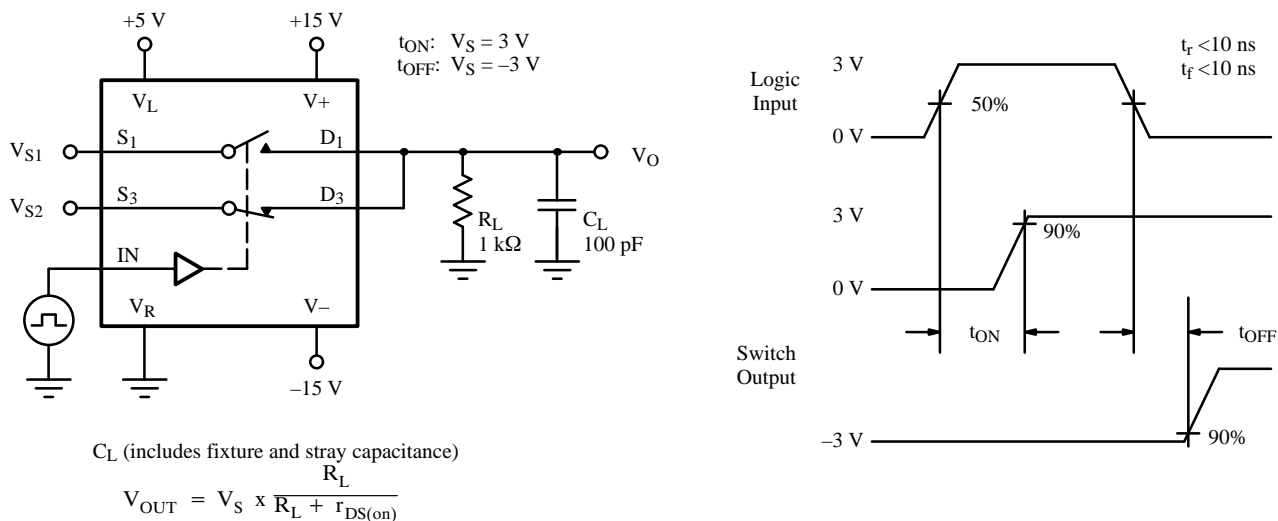 +5 V
+15 V
tON: VS = 3 V
tOFF: VS = –3 V
VL
V+
VS1
S1
D1
VO
VS2
S3
D3
RL
1 kΩ
CL
100 pF
IN
VR
V–
–15 V
CL (includes fixture and stray capacitance)
VOUT = VS x RL / RL + rDS(on)
tr <10 ns
tf <10 ns
Logic
Input
3 V
50%
0 V
3 V
90%
0 V
tON
tOFF
Switch
Output
–3 V
90%